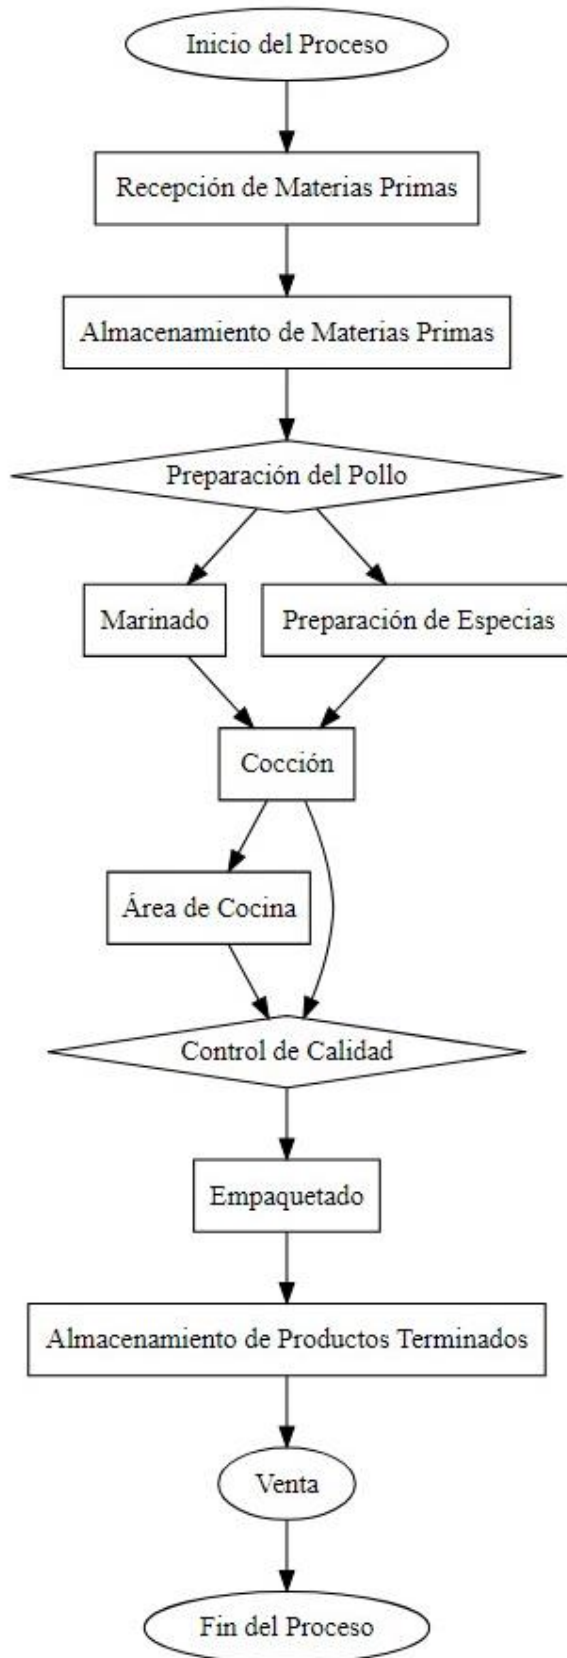 Inicio del Proceso
Recepción de Materias Primas
Almacenamiento de Materias Primas
Preparación del Pollo
Marinado
Preparación de Especias
Cocción
Área de Cocina
Control de Calidad
Empaquetado
Almacenamiento de Productos Terminados
Venta
Fin del Proceso